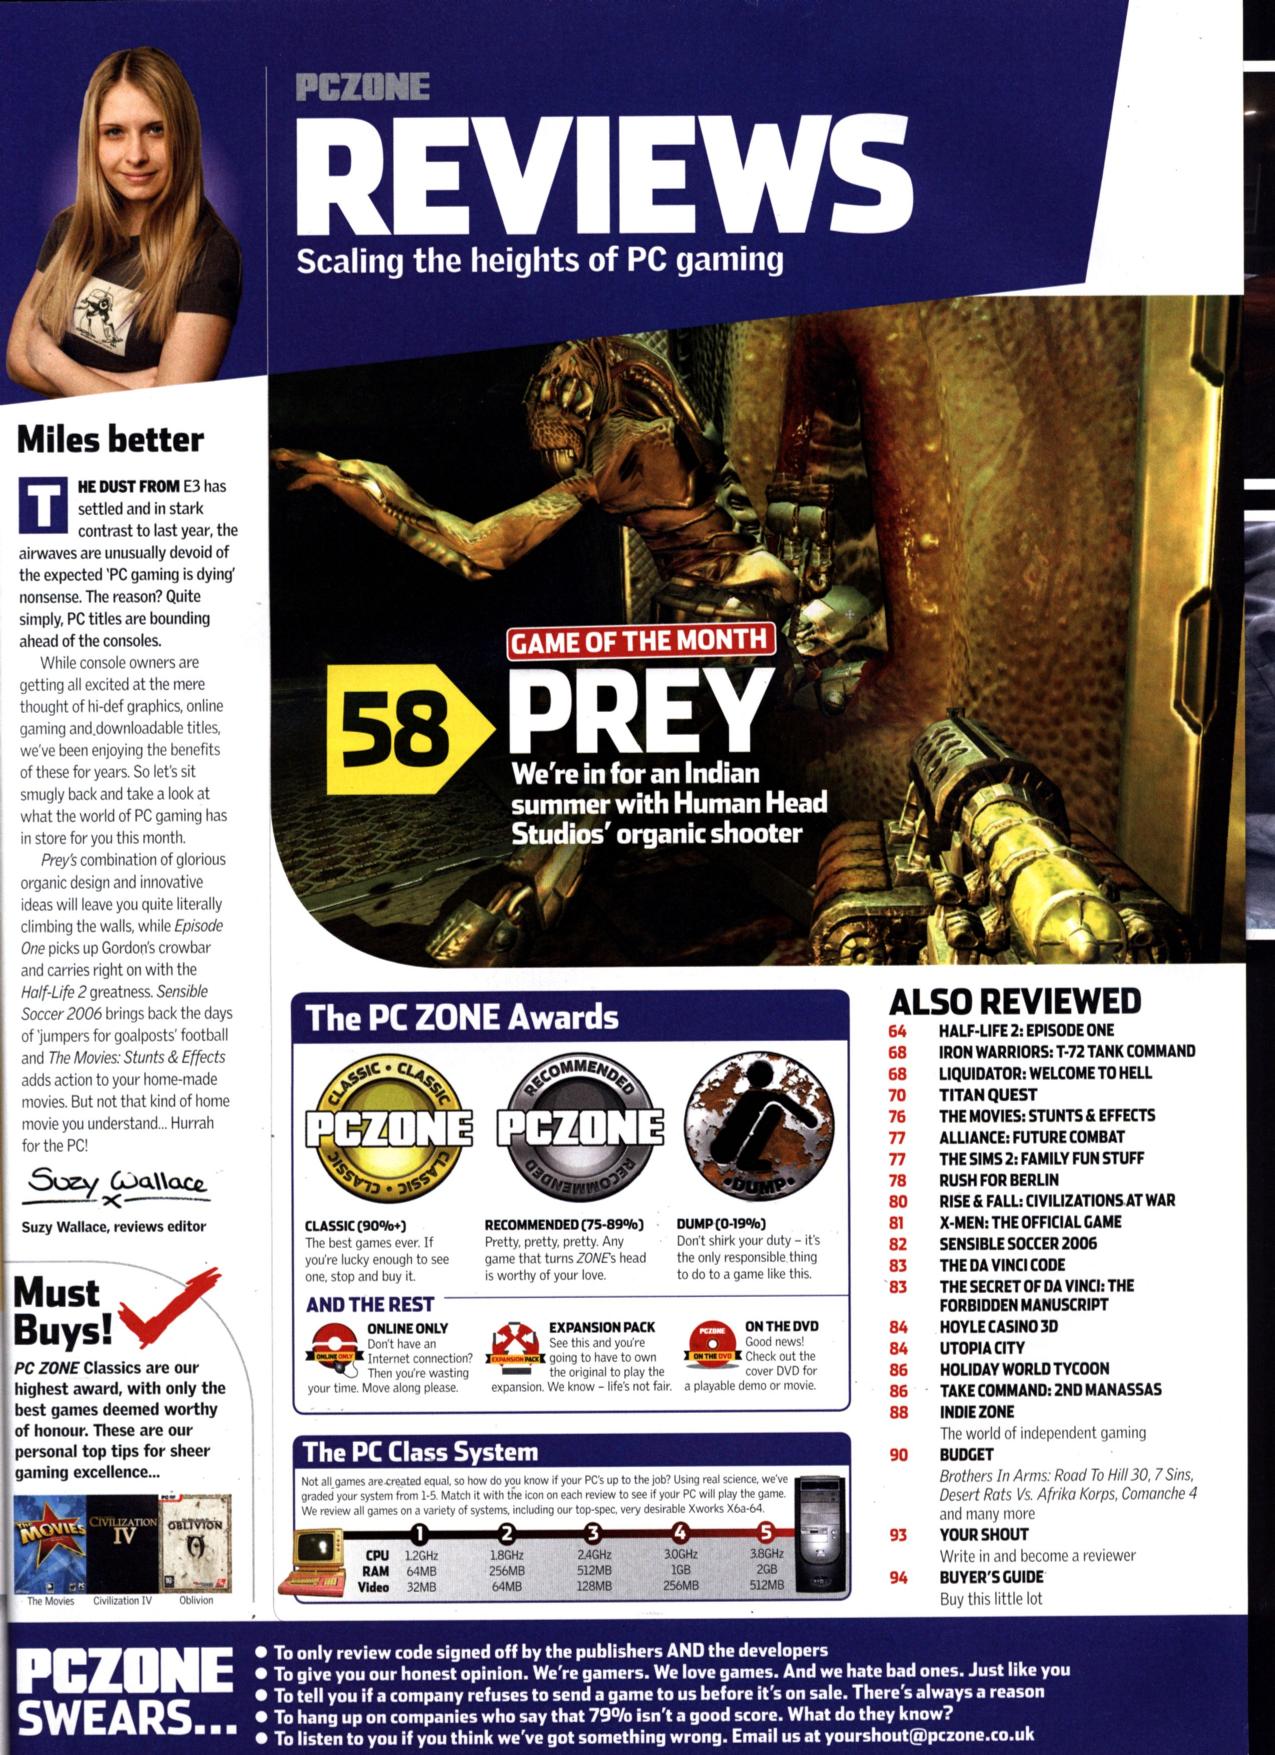 PCZONE
REVIEWS
Scaling the heights of PC gaming
Miles better
THE DUST FROM E3 has
settled and in stark
contrast to last year, the
airwaves are unusually devoid of
the expected ‘PC gaming is dying’
nonsense. The reason? Quite
simply, PC titles are bounding
ahead of the consoles.
While console owners are
getting all excited at the mere
thought of hi-def graphics, online
gaming and downloadable titles,
we've been enjoying the benefits
of these for years. So let's sit
smugly back and take a look at
what the world of PC gaming has
in store for you this month.
Prey's combination of glorious
organic design and innovative
ideas will leave you quite literally
climbing the walls, while Episode
One picks up Gordon's crowbar
and carries right on with the
Half-Life 2 greatness. Sensible
Soccer 2006 brings back the days
of ‘jumpers for goalposts’ football
and The Movies: Stunts & Effects
adds action to your home-made
movies. But not that kind of home
movie you understand... Hurrah
for the PC!
Suzy Wallace
x
Suzy Wallace, reviews editor
Must
Buys!
PC ZONE Classics are our
highest award, with only the
best games deemed worthy
of honour. These are our
personal top tips for sheer
gaming excellence...
THE MOVIES
CIVILIZATION
IV
OBLIVION
The Movies
Civilization IV
Oblivion
GAME OF THE MONTH
58
PREY
We're in for an Indian
summer with Human Head
Studios' organic shooter
The PC ZONE Awards
CLASSIC • CLASSIC
PCZONE
CLASSIC • CLASSIC
RECOMMENDED
PCZONE
RECOMMENDED
• DUMP •
CLASSIC (90%+)
The best games ever. If
you're lucky enough to see
one, stop and buy it.
RECOMMENDED (75-89%)
Pretty, pretty, pretty. Any
game that turns ZONE's head
is worthy of your love.
DUMP (0-19%)
Don't shirk your duty – it's
the only responsible thing
to do to a game like this.
AND THE REST
ONLINE ONLY
ONLINE ONLY
Don't have an
Internet connection?
Then you're wasting
your time. Move along please.
EXPANSION PACK
EXPANSION PACK
See this and you're
going to have to own
the original to play the
expansion. We know – life's not fair.
PCZONE
ON THE DVD
ON THE DVD
Good news!
Check out the
cover DVD for
a playable demo or movie.
The PC Class System
Not all games are created equal, so how do you know if your PC's up to the job? Using real science, we've
graded your system from 1-5. Match it with the icon on each review to see if your PC will play the game.
We review all games on a variety of systems, including our top-spec, very desirable Xworks X6a-64.
1 2 3 4 5
CPU 1.2GHz 1.8GHz 2.4GHz 3.0GHz 3.8GHz
RAM 64MB 256MB 512MB 1GB 2GB
Video 32MB 64MB 128MB 256MB 512MB
ALSO REVIEWED
64 HALF-LIFE 2: EPISODE ONE
68 IRON WARRIORS: T-72 TANK COMMAND
68 LIQUIDATOR: WELCOME TO HELL
70 TITAN QUEST
76 THE MOVIES: STUNTS & EFFECTS
77 ALLIANCE: FUTURE COMBAT
77 THE SIMS 2: FAMILY FUN STUFF
78 RUSH FOR BERLIN
80 RISE & FALL: CIVILIZATIONS AT WAR
81 X-MEN: THE OFFICIAL GAME
82 SENSIBLE SOCCER 2006
83 THE DA VINCI CODE
83 THE SECRET OF DA VINCI: THE
FORBIDDEN MANUSCRIPT
84 HOYLE CASINO 3D
84 UTOPIA CITY
86 HOLIDAY WORLD TYCOON
86 TAKE COMMAND: 2ND MANASSAS
88 INDIE ZONE
The world of independent gaming
90 BUDGET
Brothers In Arms: Road To Hill 30, 7 Sins,
Desert Rats Vs. Afrika Korps, Comanche 4
and many more
93 YOUR SHOUT
Write in and become a reviewer
94 BUYER'S GUIDE
Buy this little lot
PCZONE
SWEARS...
• To only review code signed off by the publishers AND the developers
• To give you our honest opinion. We're gamers. We love games. And we hate bad ones. Just like you
• To tell you if a company refuses to send a game to us before it's on sale. There's always a reason
• To hang up on companies who say that 79% isn't a good score. What do they know?
• To listen to you if you think we've got something wrong. Email us at yourshout@pczone.co.uk